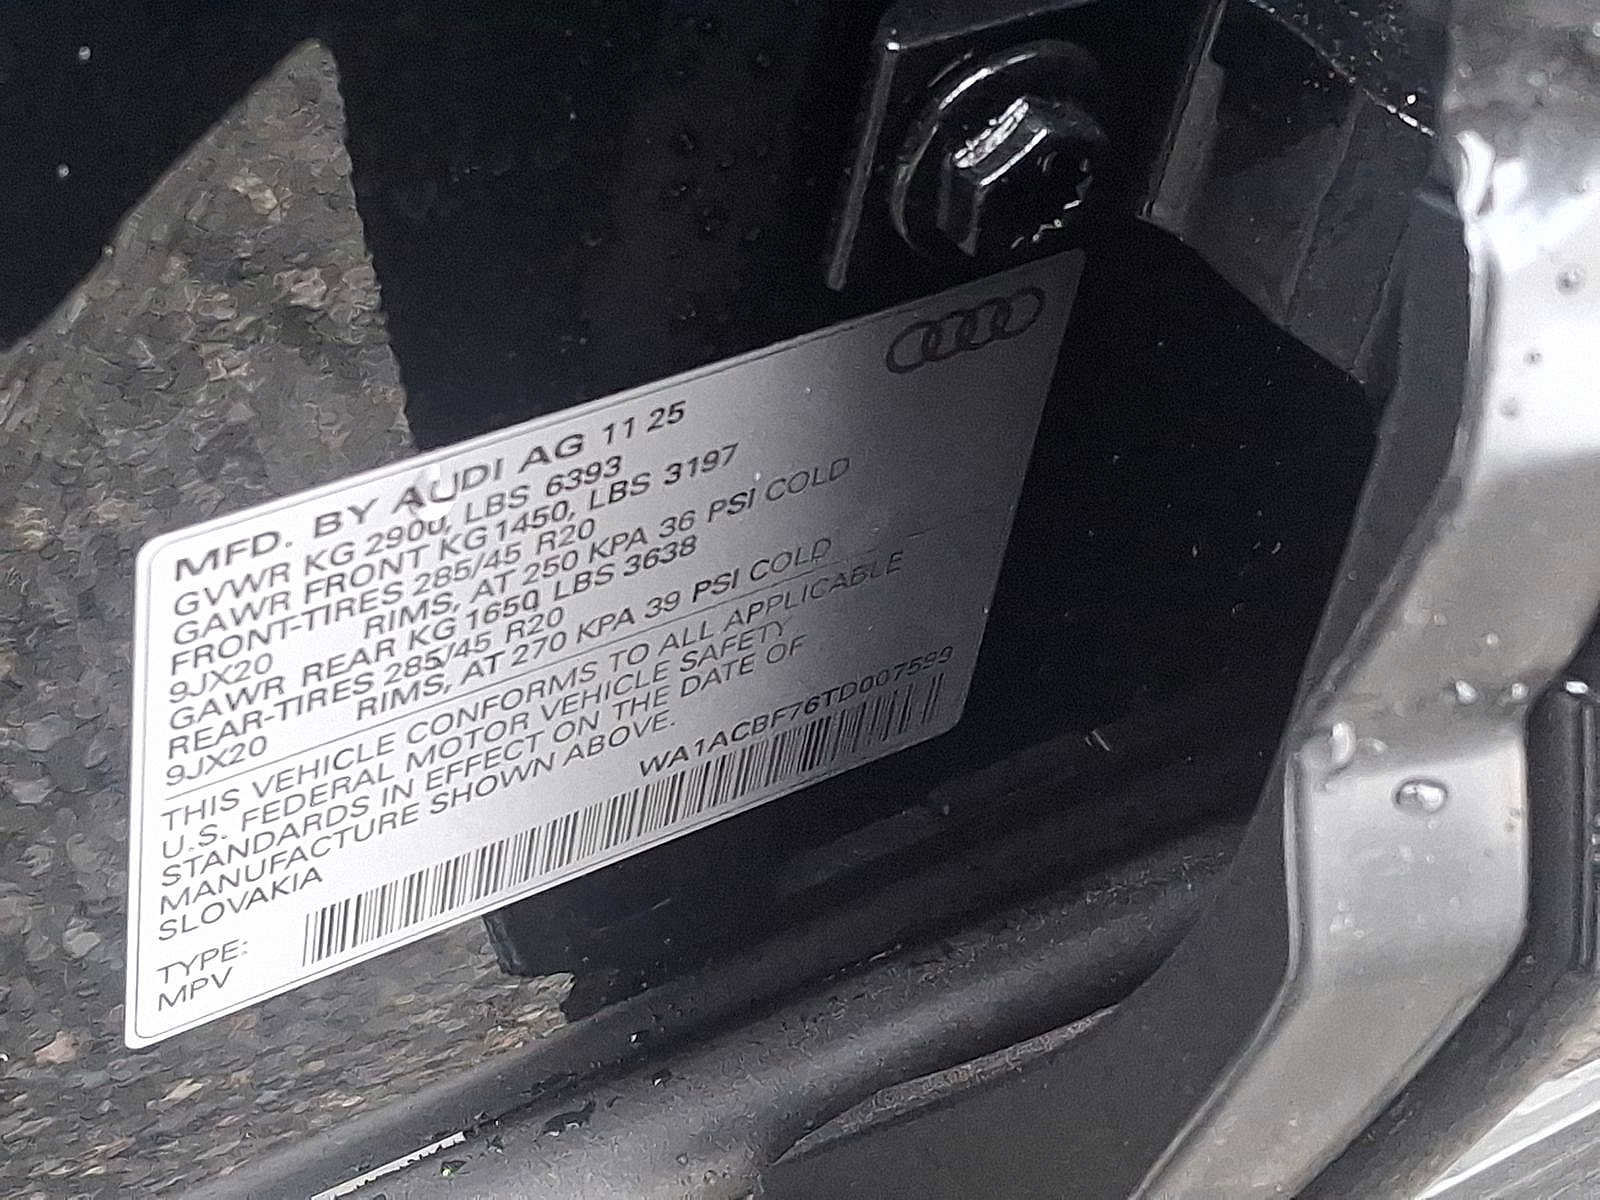 MFD. BY AUDI AG 11 25
GVWR KG 2900, LBS 6393
GAWR FRONT KG 1450, LBS 3197
FRONT-TIRES 285/45 R20
9JX20 RIMS, AT 250 KPA 36 PSI COLD
GAWR REAR KG 1650 LBS 3638
REAR-TIRES 285/45 R20
9JX20 RIMS, AT 270 KPA 39 PSI COLD
THIS VEHICLE CONFORMS TO ALL APPLICABLE
U.S. FEDERAL MOTOR VEHICLE SAFETY
STANDARDS IN EFFECT ON THE DATE OF
MANUFACTURE SHOWN ABOVE.
SLOVAKIA
WA1ACBF76TD007599
TYPE:
MPV